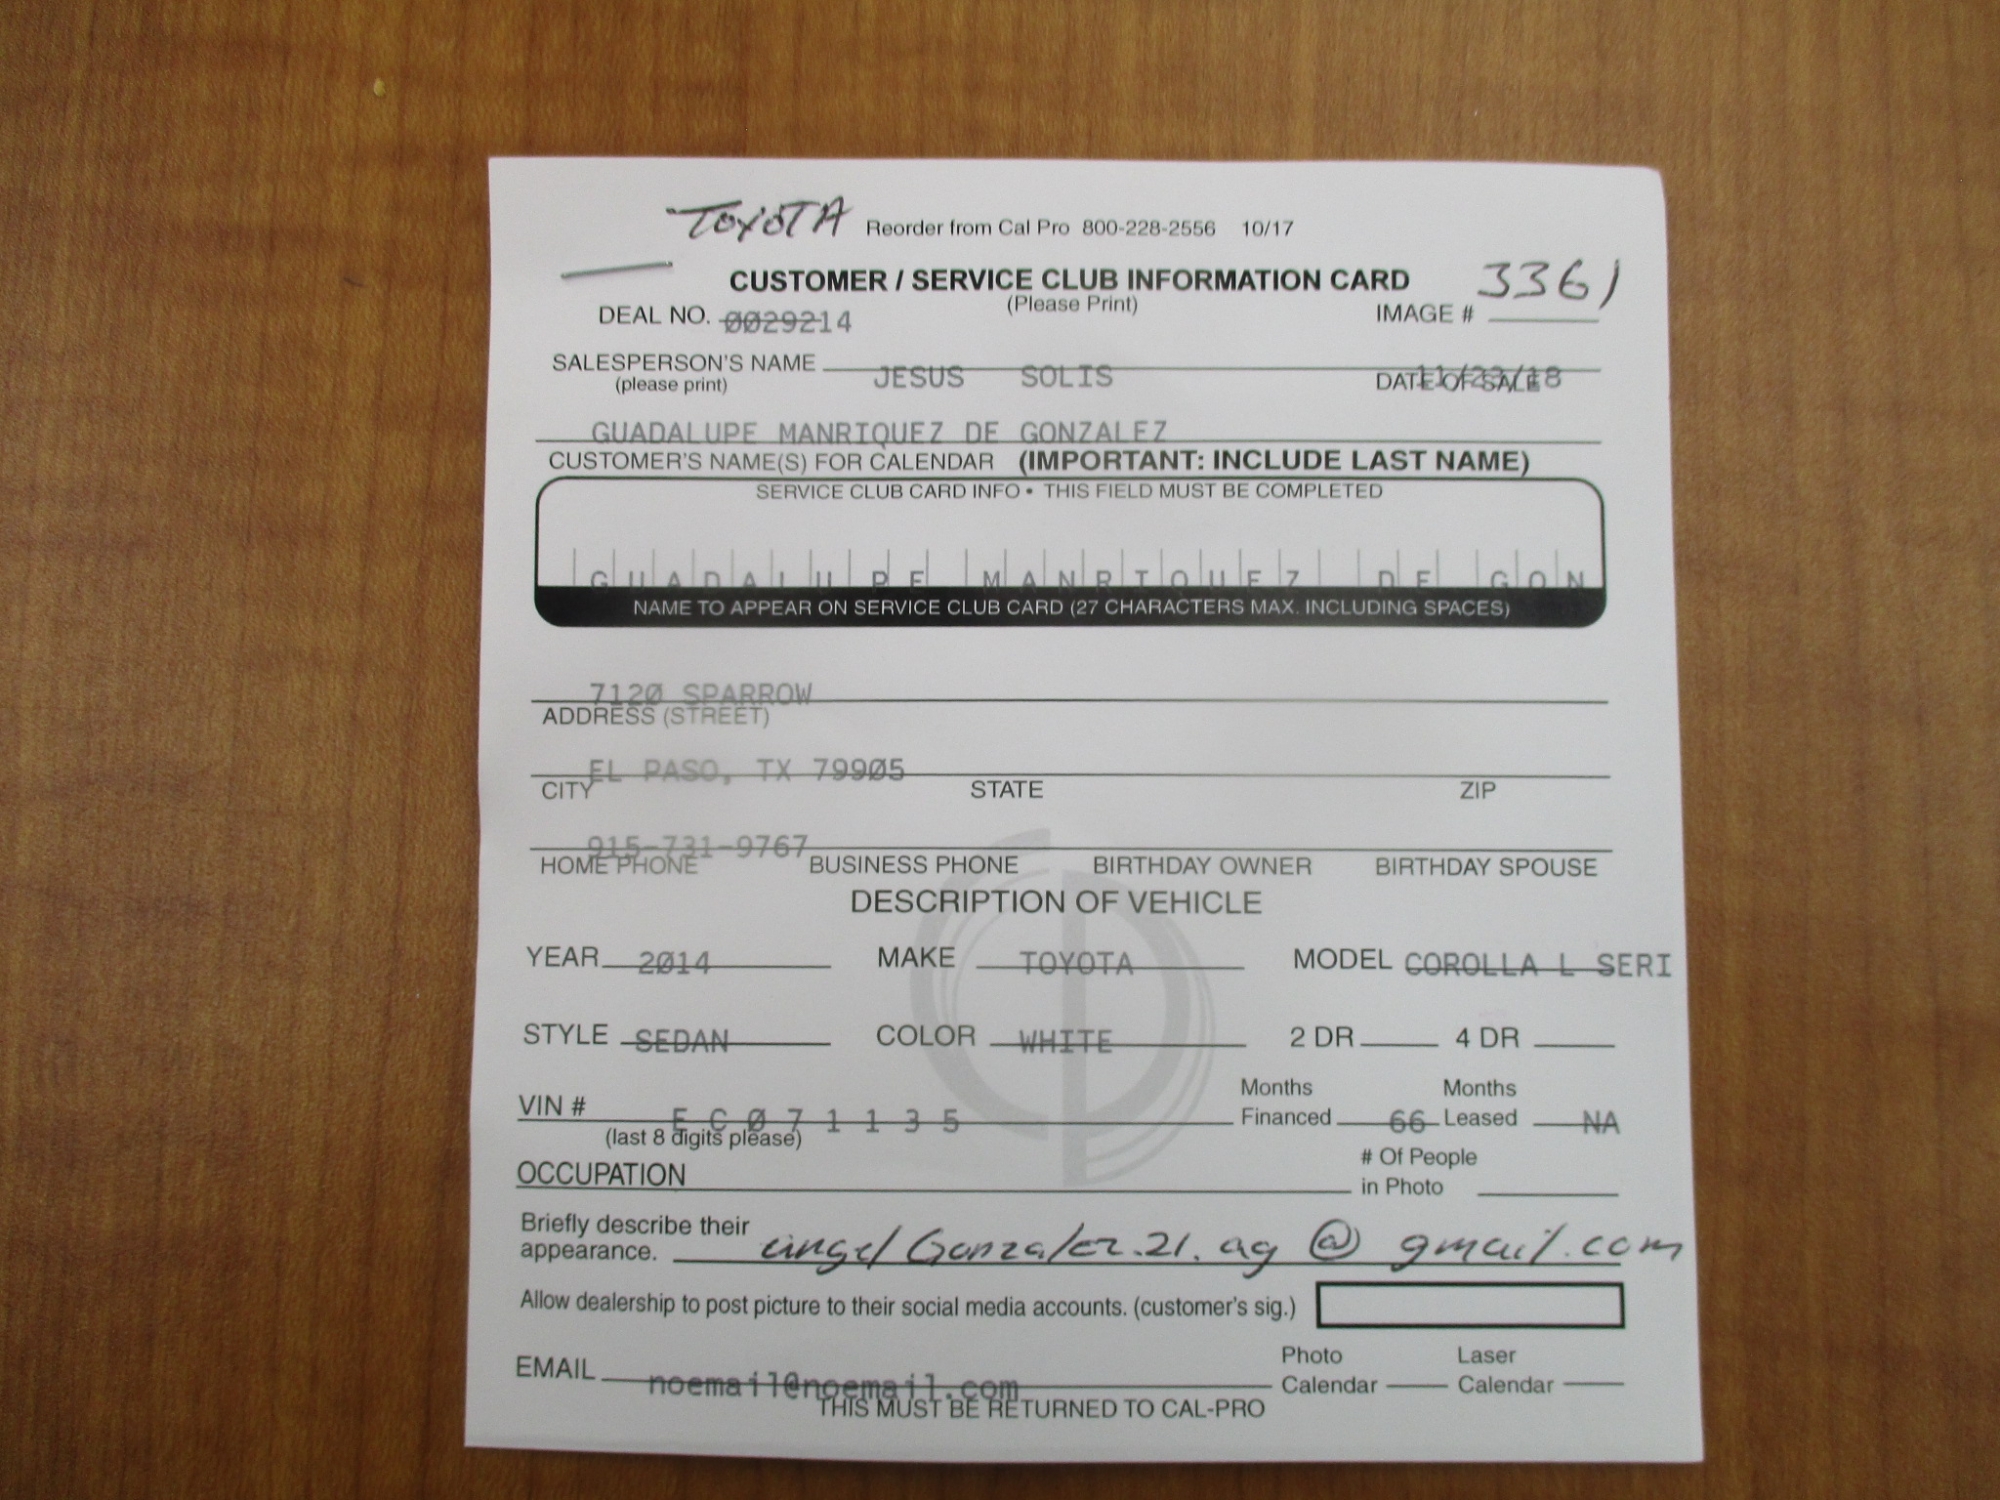 TOYOTA Reorder from Cal Pro 800-228-2556 10/17
CUSTOMER / SERVICE CLUB INFORMATION CARD 3361
(Please Print)
DEAL NO. 0029214 IMAGE #
SALESPERSON'S NAME JESUS SOLIS DATE OF SALE
(please print)
GUADALUPE MANRIQUEZ DE GONZALEZ
CUSTOMER'S NAME(S) FOR CALENDAR (IMPORTANT: INCLUDE LAST NAME)
SERVICE CLUB CARD INFO • THIS FIELD MUST BE COMPLETED
GUADALUPE MANRIQUEZ DE GON
NAME TO APPEAR ON SERVICE CLUB CARD (27 CHARACTERS MAX. INCLUDING SPACES)
7120 SPARROW
ADDRESS (STREET)
EL PASO, TX 79905
CITY STATE ZIP
915-731-9767
HOME PHONE BUSINESS PHONE BIRTHDAY OWNER BIRTHDAY SPOUSE
DESCRIPTION OF VEHICLE
YEAR 2014 MAKE TOYOTA MODEL COROLLA L SERI
STYLE SEDAN COLOR WHITE 2 DR 4 DR
Months Months
VIN # EC071135 Financed 66 Leased NA
(last 8 digits please)
# Of People
OCCUPATION in Photo
Briefly describe their
appearance. angelGonzalez.21.ag@gmail.com
Allow dealership to post picture to their social media accounts. (customer's sig.)
Photo Laser
EMAIL noemail@noemail.com Calendar Calendar
THIS MUST BE RETURNED TO CAL-PRO